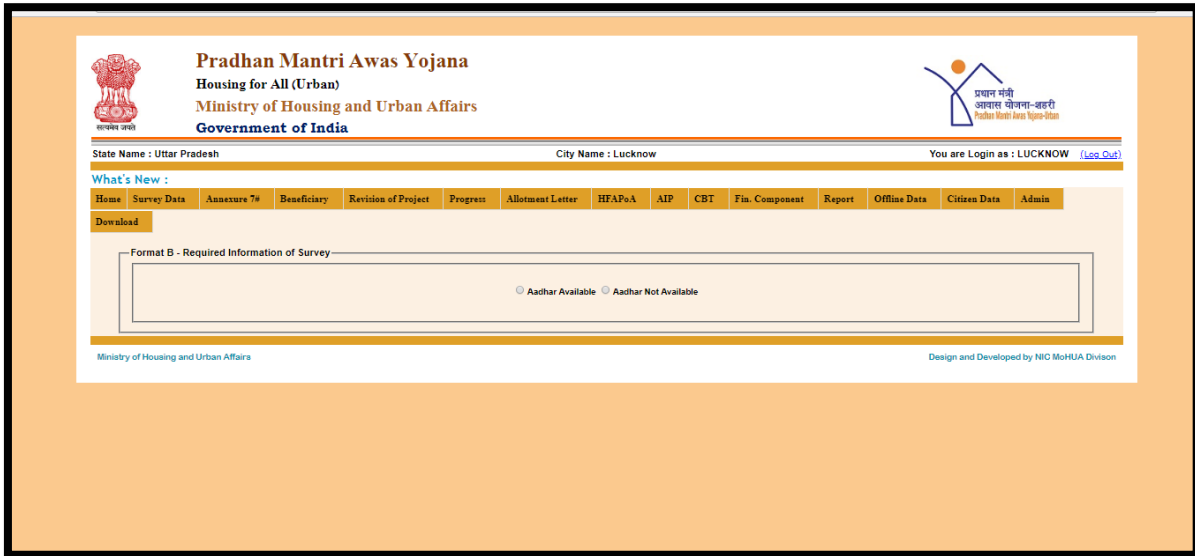 Pradhan Mantri Awas Yojana
Housing for All (Urban)
Ministry of Housing and Urban Affairs
Government of India
सत्यमेव जयते
प्रधान मंत्री
आवास योजना-शहरी
Pradhan Mantri Awas Yojana-Urban
State Name : Uttar Pradesh City Name : Lucknow You are Login as : LUCKNOW (Log Out)
What's New :
Home Survey Data Annexure 7# Beneficiary Revision of Project Progress Allotment Letter HFAPoA AIP CBT Fin. Component Report Offline Data Citizen Data Admin
Download
Format B - Required Information of Survey
Aadhar Available Aadhar Not Available
Ministry of Housing and Urban Affairs Design and Developed by NIC MoHUA Divison